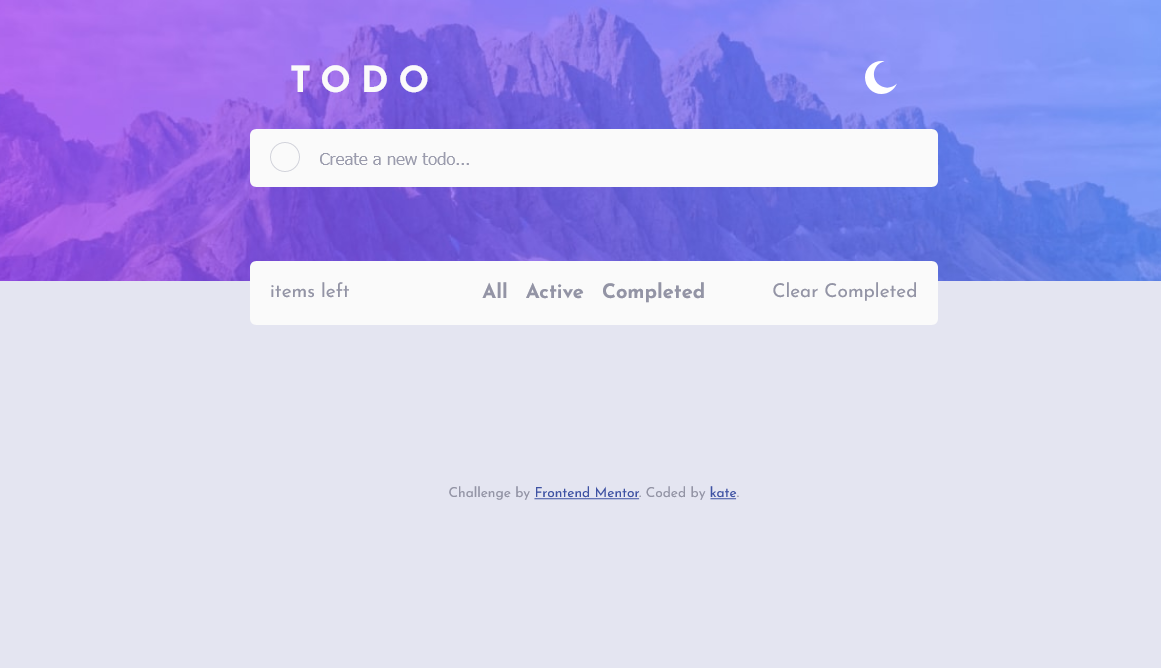 TODO
Create a new todo...
items left All Active Completed Clear Completed
Challenge by Frontend Mentor. Coded by kate.